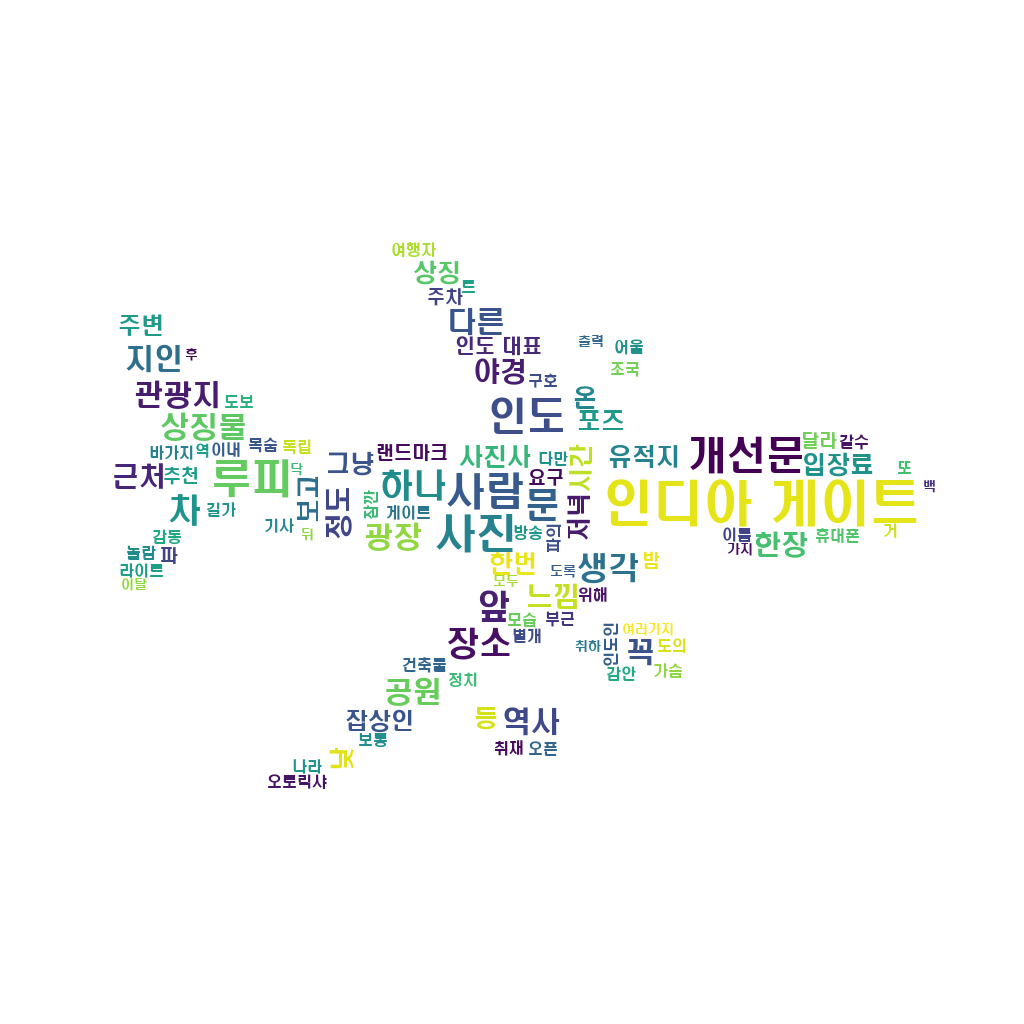 여행자
상징
트
주차
주변
다른
인도 대표
출력
어울
지인
후
야경
구호
조국
관광지
도보
인도
온
포즈
상징물
바가지
역
이내
목숨
독립
랜드마크
사진사
다만
시간
유적지
개선문
달라
갈수
근처
추천
루피
닥
그냥
하나
사람
요구
입장료
또
차
길가
보고
정도
잠깐
게이트
문
저녁
인디아 게이트
백
기사
뒤
광장
사진
방송
이름
가지
한장
휴대폰
거
감동
놀람
파
라이트
이탈
한번
모두
도록
생각
밤
앞
느낌
위해
모습
부근
장소
별개
취하
인도인
여러가지
꼭
도의
건축물
공원
정치
감안
가슴
잡상인
등
역사
보통
낮
취재
오픈
나라
오토릭샤